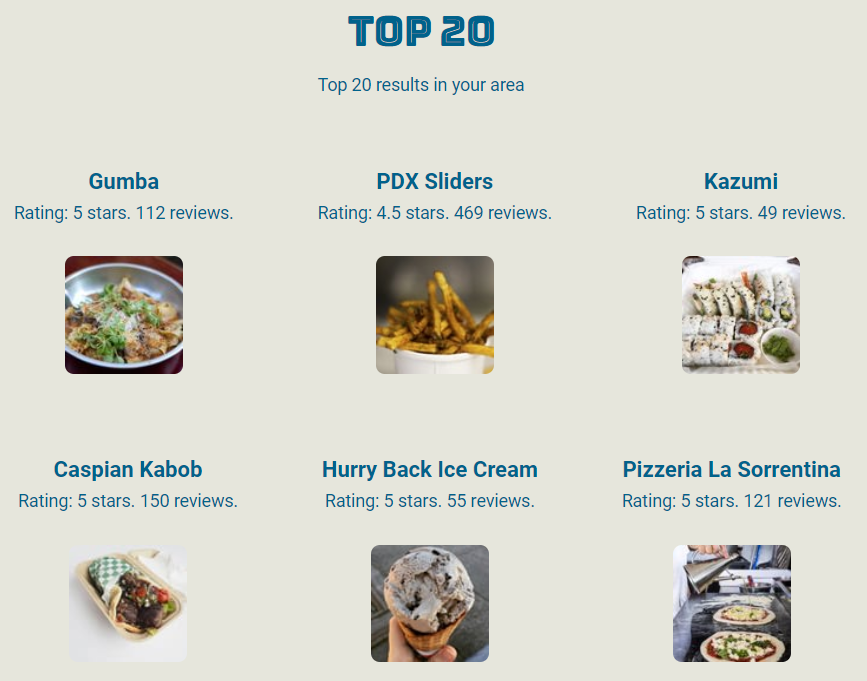 TOP 20
Top 20 results in your area
Gumba
Rating: 5 stars. 112 reviews.
PDX Sliders
Rating: 4.5 stars. 469 reviews.
Kazumi
Rating: 5 stars. 49 reviews.
Caspian Kabob
Rating: 5 stars. 150 reviews.
Hurry Back Ice Cream
Rating: 5 stars. 55 reviews.
Pizzeria La Sorrentina
Rating: 5 stars. 121 reviews.